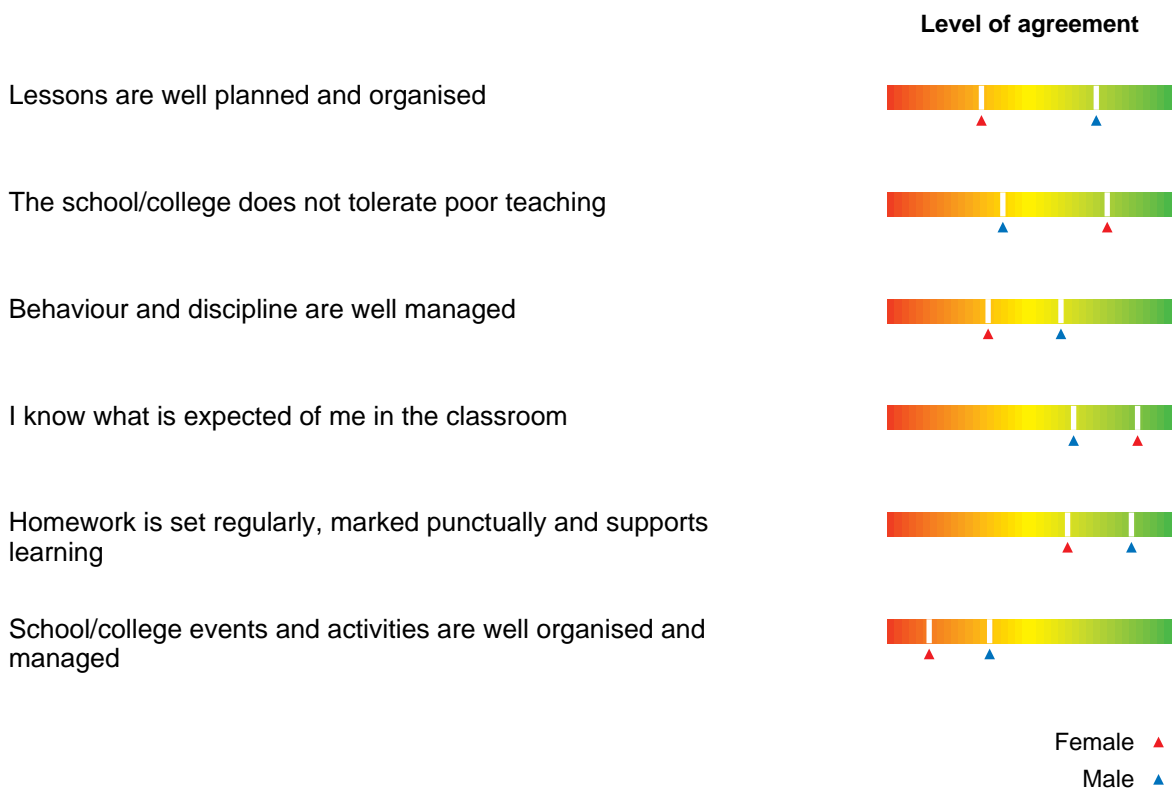 Level of agreement
Lessons are well planned and organised
The school/college does not tolerate poor teaching
Behaviour and discipline are well managed
I know what is expected of me in the classroom
Homework is set regularly, marked punctually and supports
learning
School/college events and activities are well organised and
managed
Female
Male